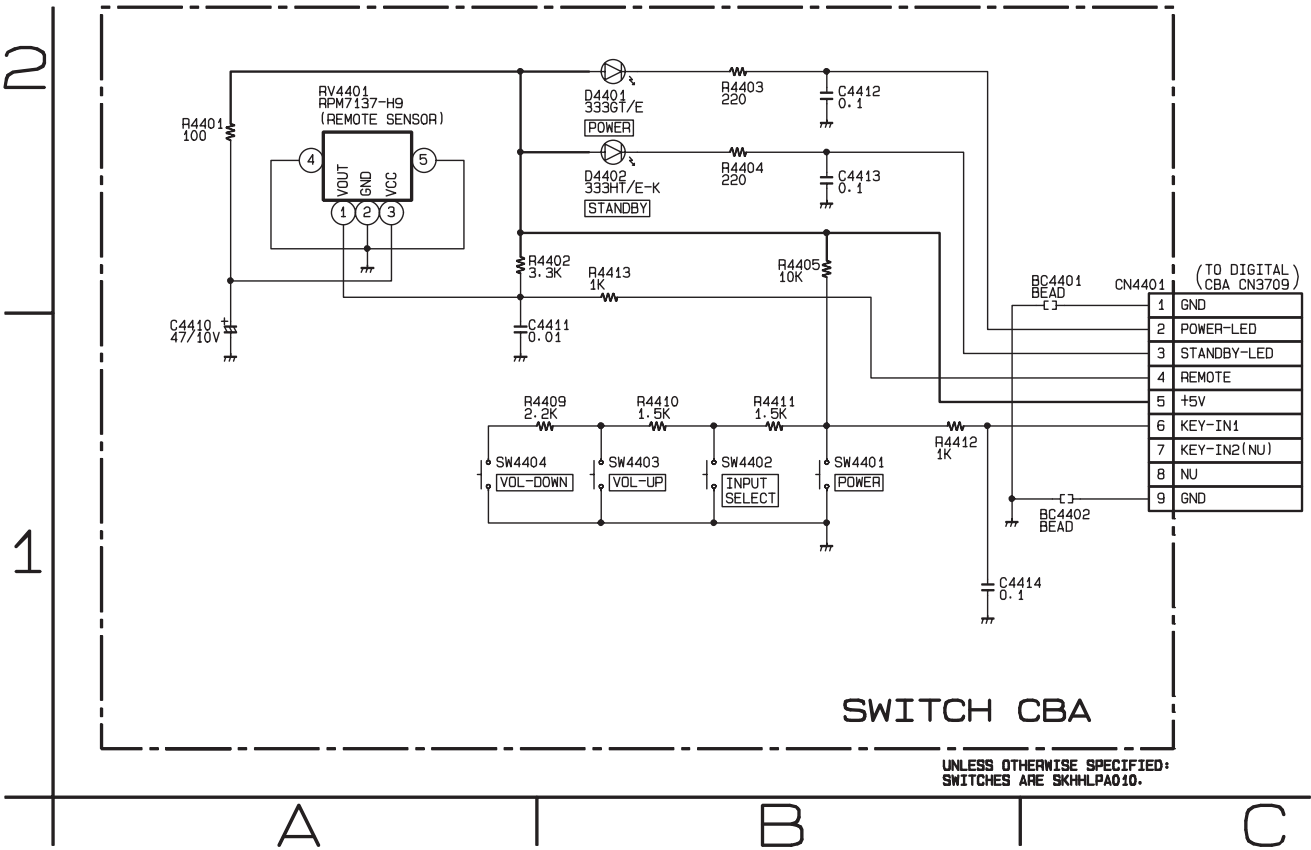 2
RV4401
RPM7137-H9
(REMOTE SENSOR)
R4401
100
4
5
VOUT
GND
VCC
1
2
3
D4401
333GT/E
POWER
R4403
220
C4412
0.1
D4402
333HT/E-K
STANDBY
R4404
220
C4413
0.1
R4402
3.3K
R4413
1K
R4405
10K
C4410
47/10V
+
C4411
0.01
BC4401
BEAD
CN4401
(TO DIGITAL
CBA CN3709)
1 GND
2 POWER-LED
3 STANDBY-LED
4 REMOTE
5 +5V
6 KEY-IN1
7 KEY-IN2(NU)
8 NU
9 GND
R4409
2.2K
R4410
1.5K
R4411
1.5K
R4412
1K
SW4404
VOL-DOWN
SW4403
VOL-UP
SW4402
INPUT
SELECT
SW4401
POWER
BC4402
BEAD
1
C4414
0.1
SWITCH CBA
UNLESS OTHERWISE SPECIFIED:
SWITCHES ARE SKHHLPA010.
A
B
C